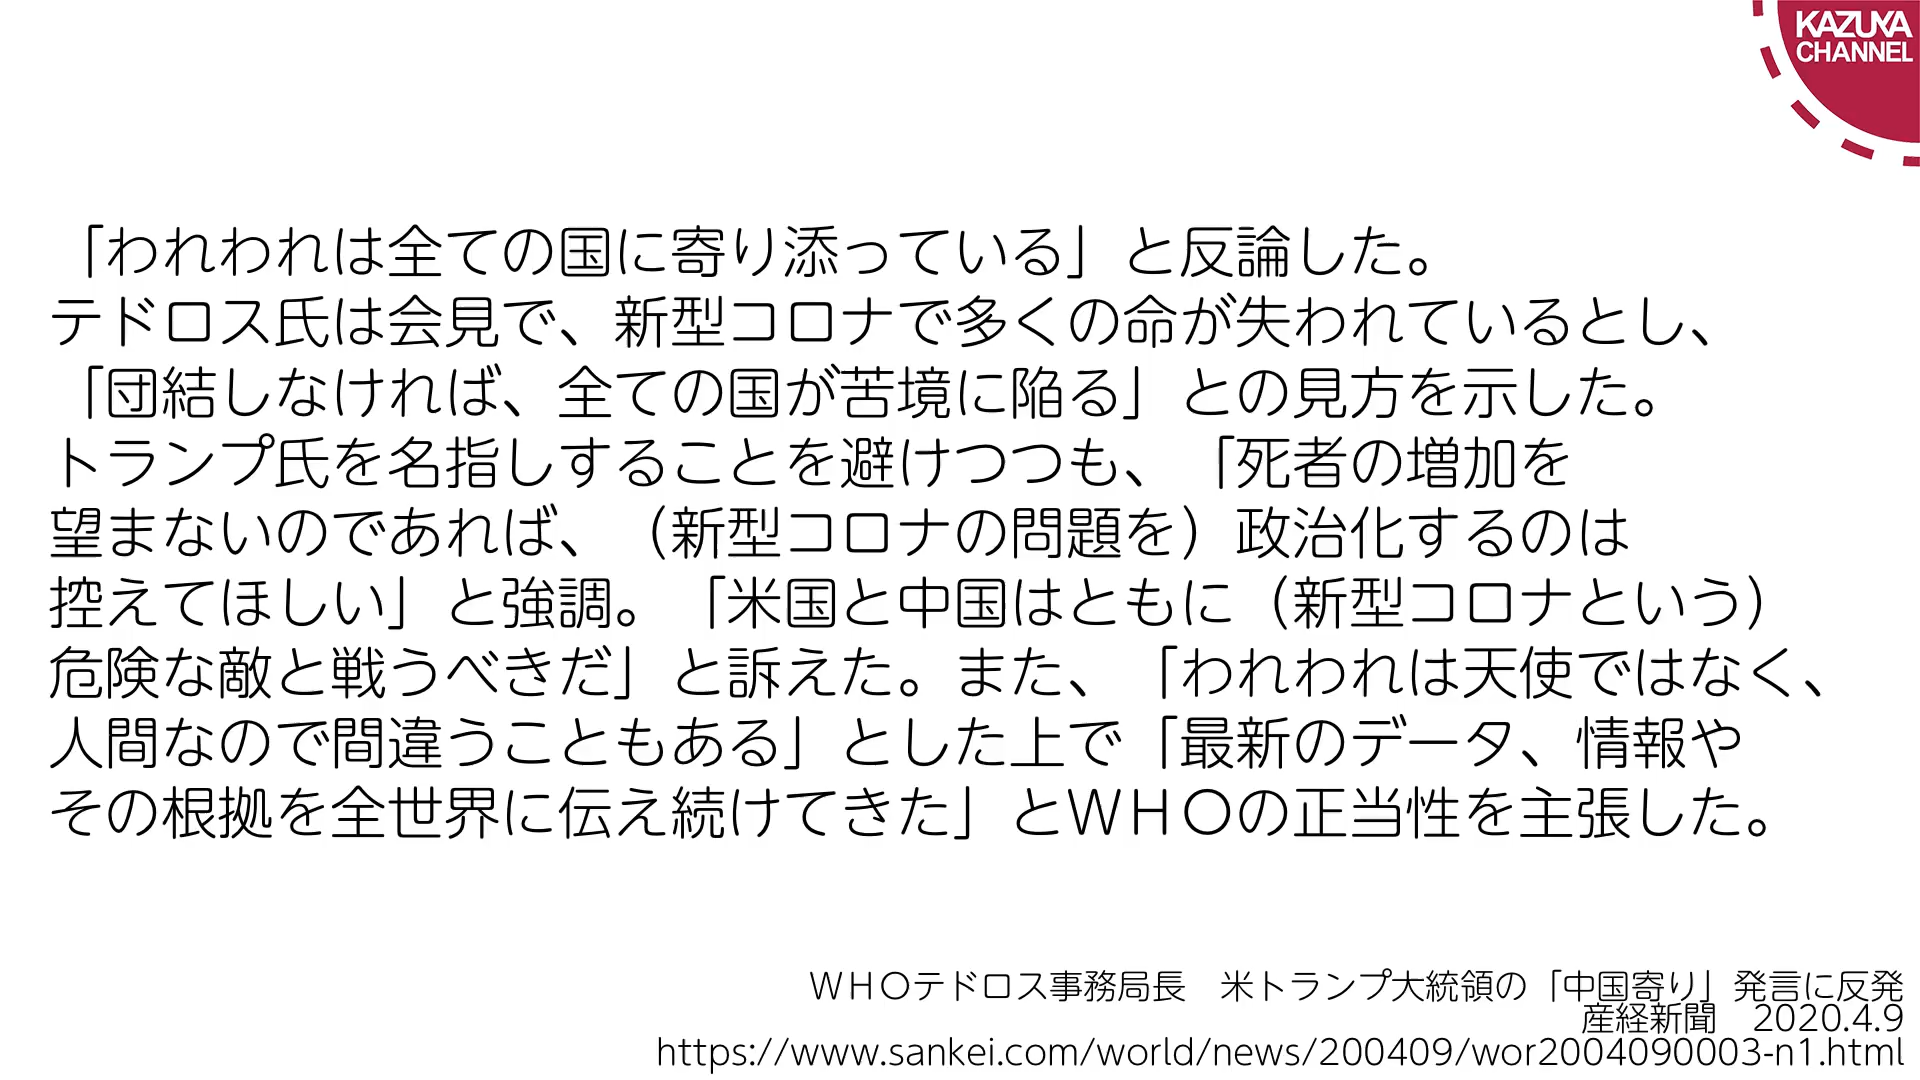 KAZUYA
CHANNEL
「われわれは全ての国に寄り添っている」と反論した。
テドロス氏は会見で、新型コロナで多くの命が失われているとし、
「団結しなければ、全ての国が苦境に陥る」との見方を示した。
トランプ氏を名指しすることを避けつつも、「死者の増加を
望まないのであれば、（新型コロナの問題を）政治化するのは
控えてほしい」と強調。「米国と中国はともに（新型コロナという）
危険な敵と戦うべきだ」と訴えた。また、「われわれは天使ではなく、
人間なので間違うこともある」とした上で「最新のデータ、情報や
その根拠を全世界に伝え続けてきた」とＷＨＯの正当性を主張した。
ＷＨＯテドロス事務局長　米トランプ大統領の「中国寄り」発言に反発
産経新聞　2020.4.9
https://www.sankei.com/world/news/200409/wor2004090003-n1.html